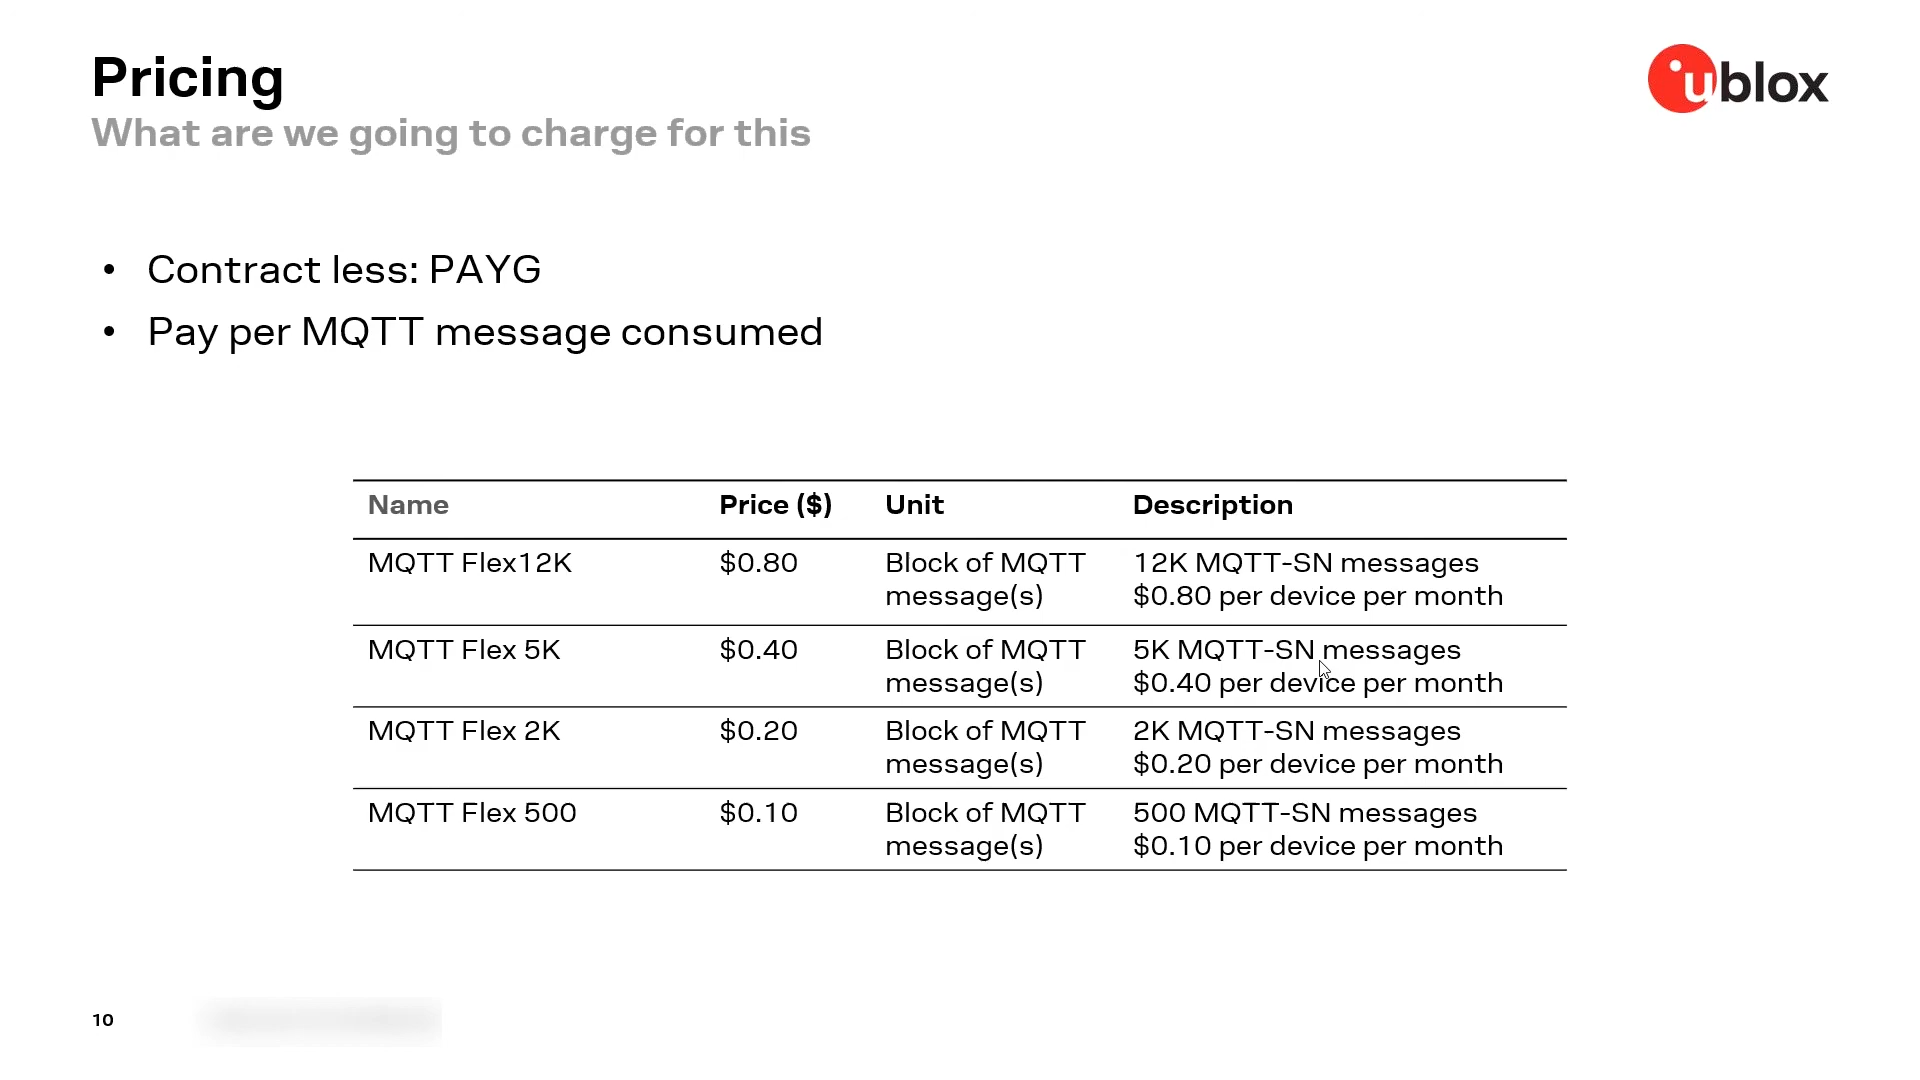 Pricing
What are we going to charge for this
ublox
• Contract less: PAYG
• Pay per MQTT message consumed
Name Price ($) Unit Description
MQTT Flex12K $0.80 Block of MQTT message(s) 12K MQTT-SN messages $0.80 per device per month
MQTT Flex 5K $0.40 Block of MQTT message(s) 5K MQTT-SN messages $0.40 per device per month
MQTT Flex 2K $0.20 Block of MQTT message(s) 2K MQTT-SN messages $0.20 per device per month
MQTT Flex 500 $0.10 Block of MQTT message(s) 500 MQTT-SN messages $0.10 per device per month
10